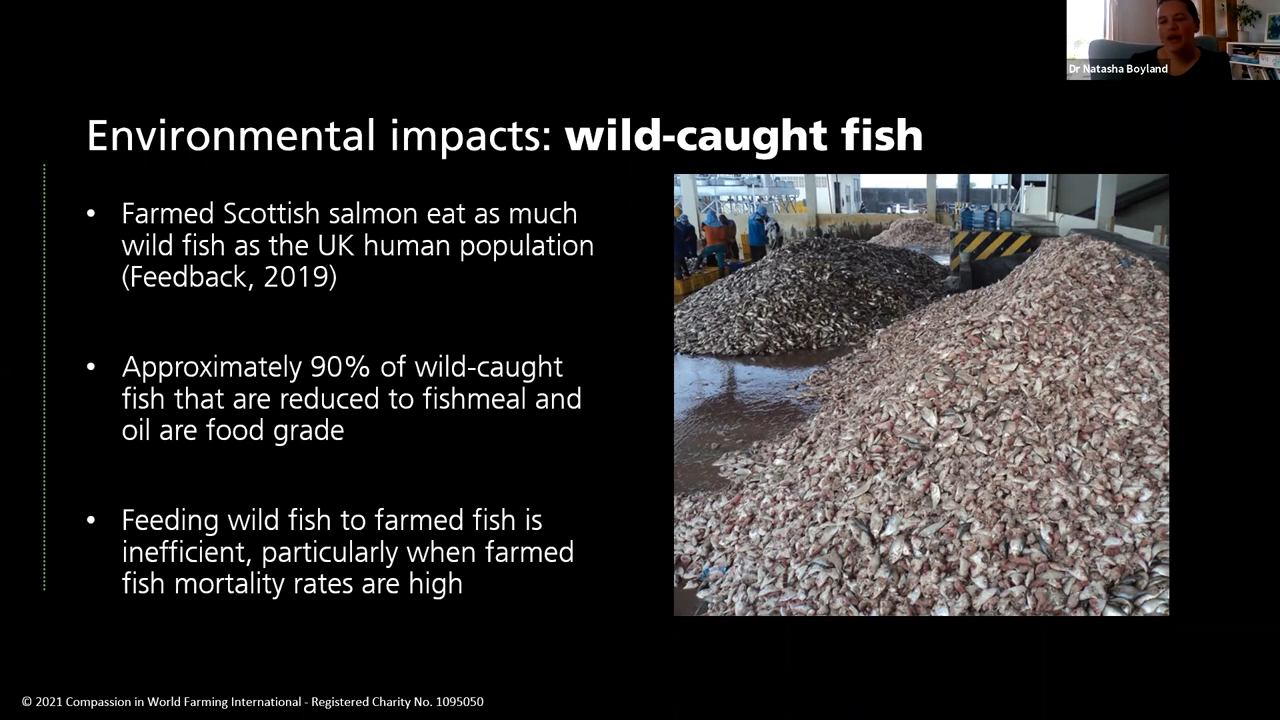 Dr Natasha Boyland
Environmental impacts: wild-caught fish
• Farmed Scottish salmon eat as much
wild fish as the UK human population
(Feedback, 2019)
• Approximately 90% of wild-caught
fish that are reduced to fishmeal and
oil are food grade
• Feeding wild fish to farmed fish is
inefficient, particularly when farmed
fish mortality rates are high
© 2021 Compassion in World Farming International - Registered Charity No. 1095050